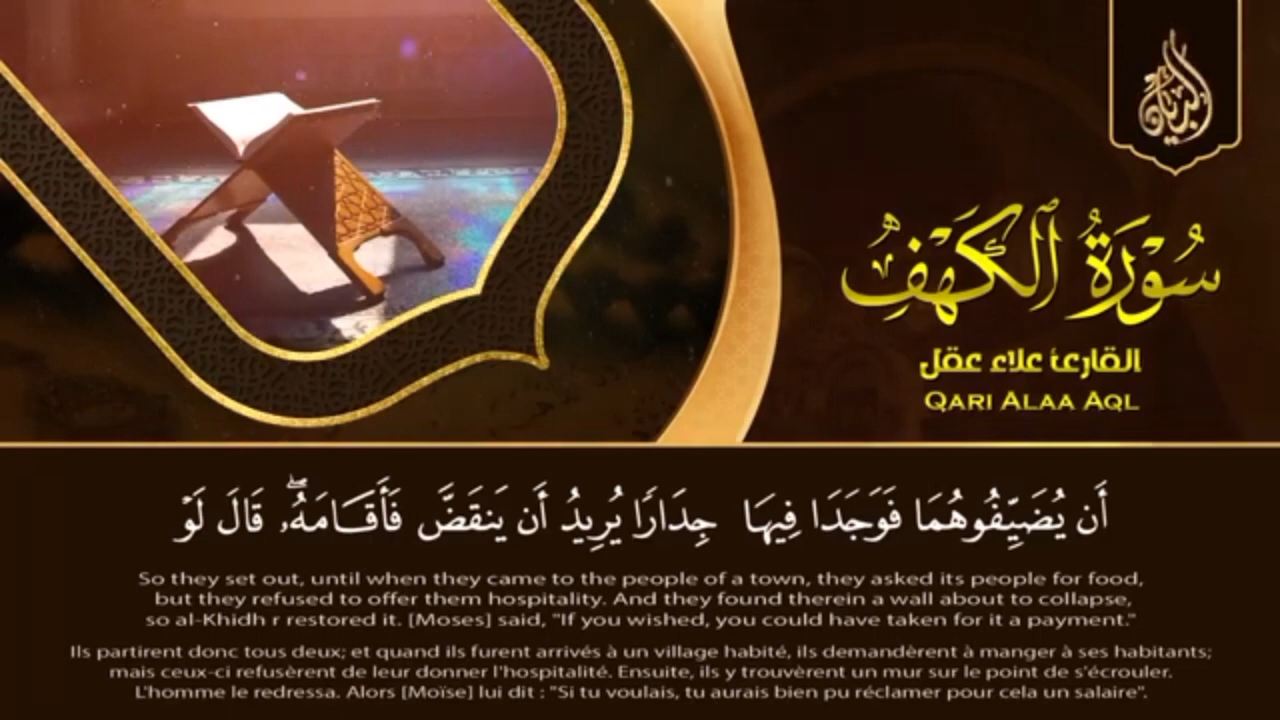 البيان
سُوْرَةُ ٱلْكَهْفِ
القارئ علاء عقل
QARI ALAA AQL
أَن يُضَيِّفُوهُمَا فَوَجَدَا فِيهَا جِدَارٗا يُرِيدُ أَن يَنقَضَّ فَأَقَامَهُۥۖ قَالَ لَوۡ
So they set out, until when they came to the people of a town, they asked its people for food,
but they refused to offer them hospitality. And they found therein a wall about to collapse,
so al-Khidh r restored it. [Moses] said, "If you wished, you could have taken for it a payment."
Ils partirent donc tous deux; et quand ils furent arrivés à un village habité, ils demandèrent à manger à ses habitants;
mais ceux-ci refusèrent de leur donner l'hospitalité. Ensuite, ils y trouvèrent un mur sur le point de s'écrouler.
L'homme le redressa. Alors [Moïse] lui dit : "Si tu voulais, tu aurais bien pu réclamer pour cela un salaire".